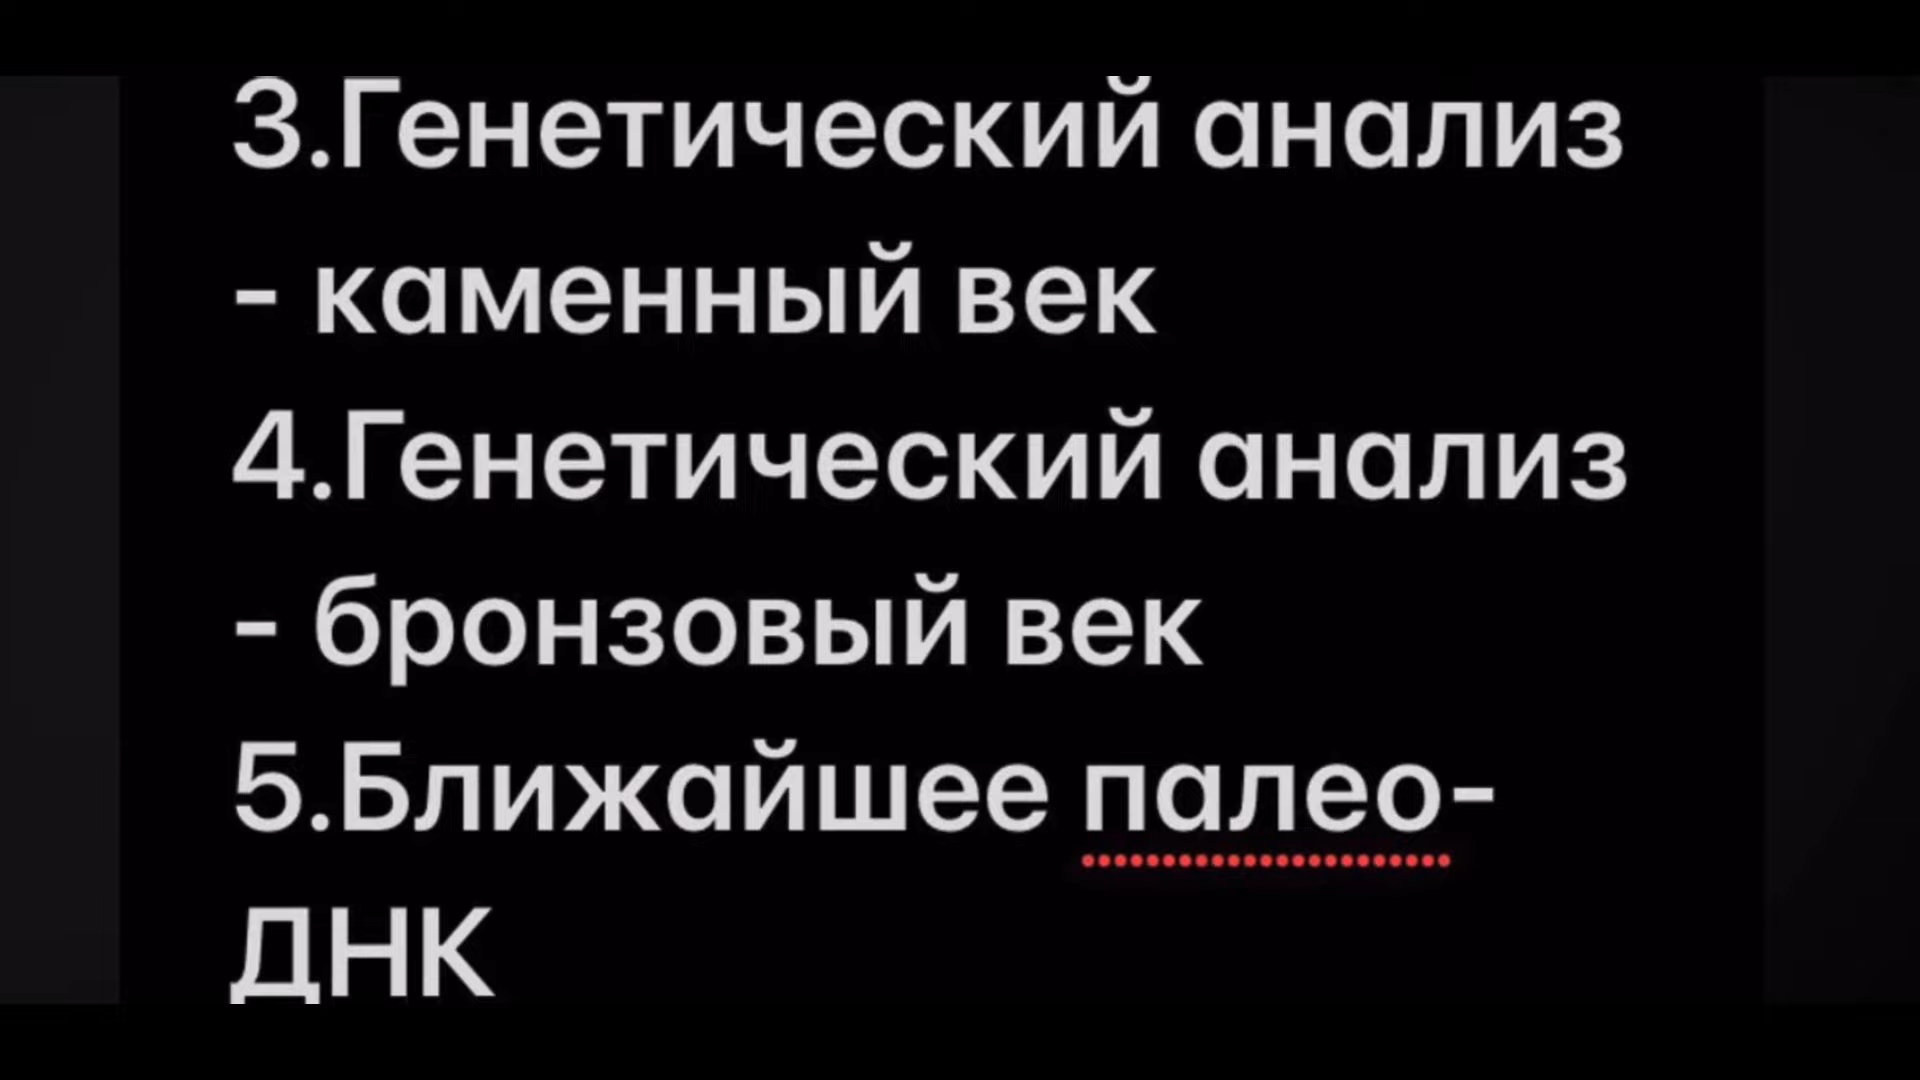 3.Генетический анализ
- каменный век
4.Генетический анализ
- бронзовый век
5.Ближайшее палео-
ДНК